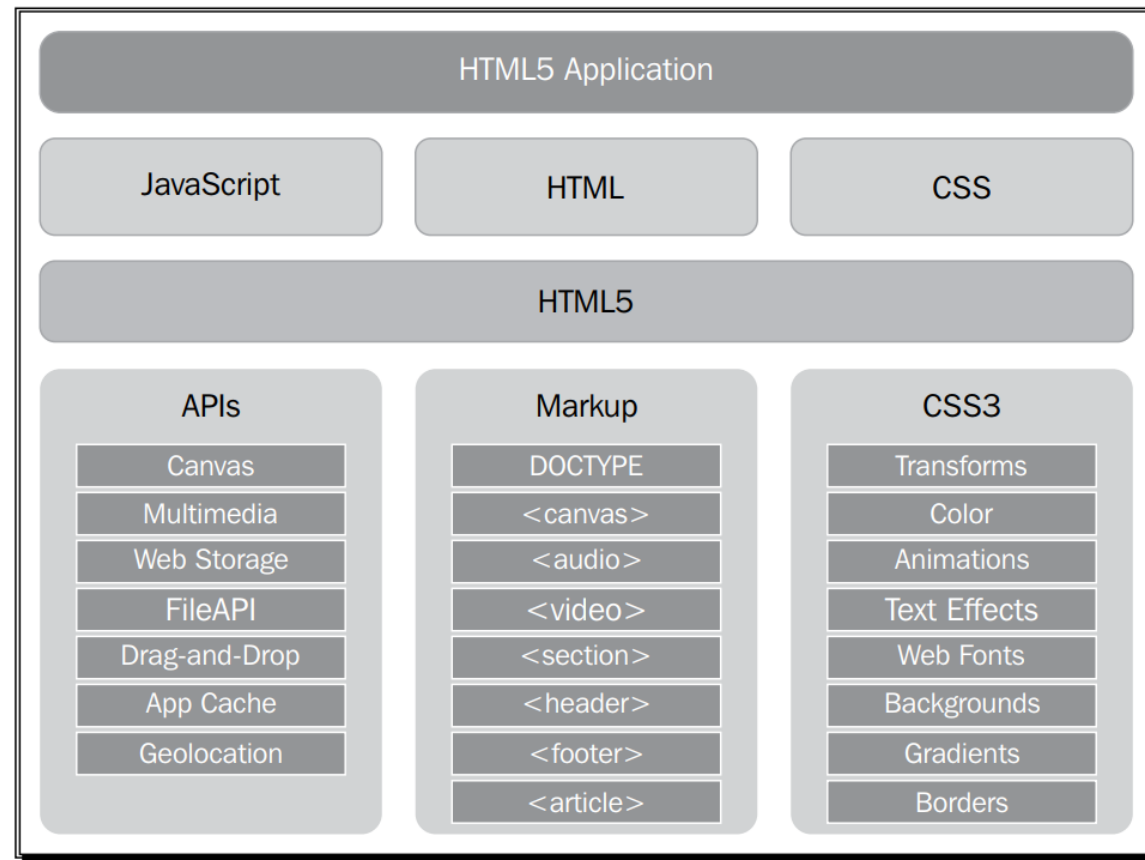 HTML5 Application
JavaScript
HTML
CSS
HTML5
APIs
Canvas
Multimedia
Web Storage
FileAPI
Drag-and-Drop
App Cache
Geolocation
Markup
DOCTYPE
<canvas>
<audio>
<video>
<section>
<header>
<footer>
<article>
CSS3
Transforms
Color
Animations
Text Effects
Web Fonts
Backgrounds
Gradients
Borders